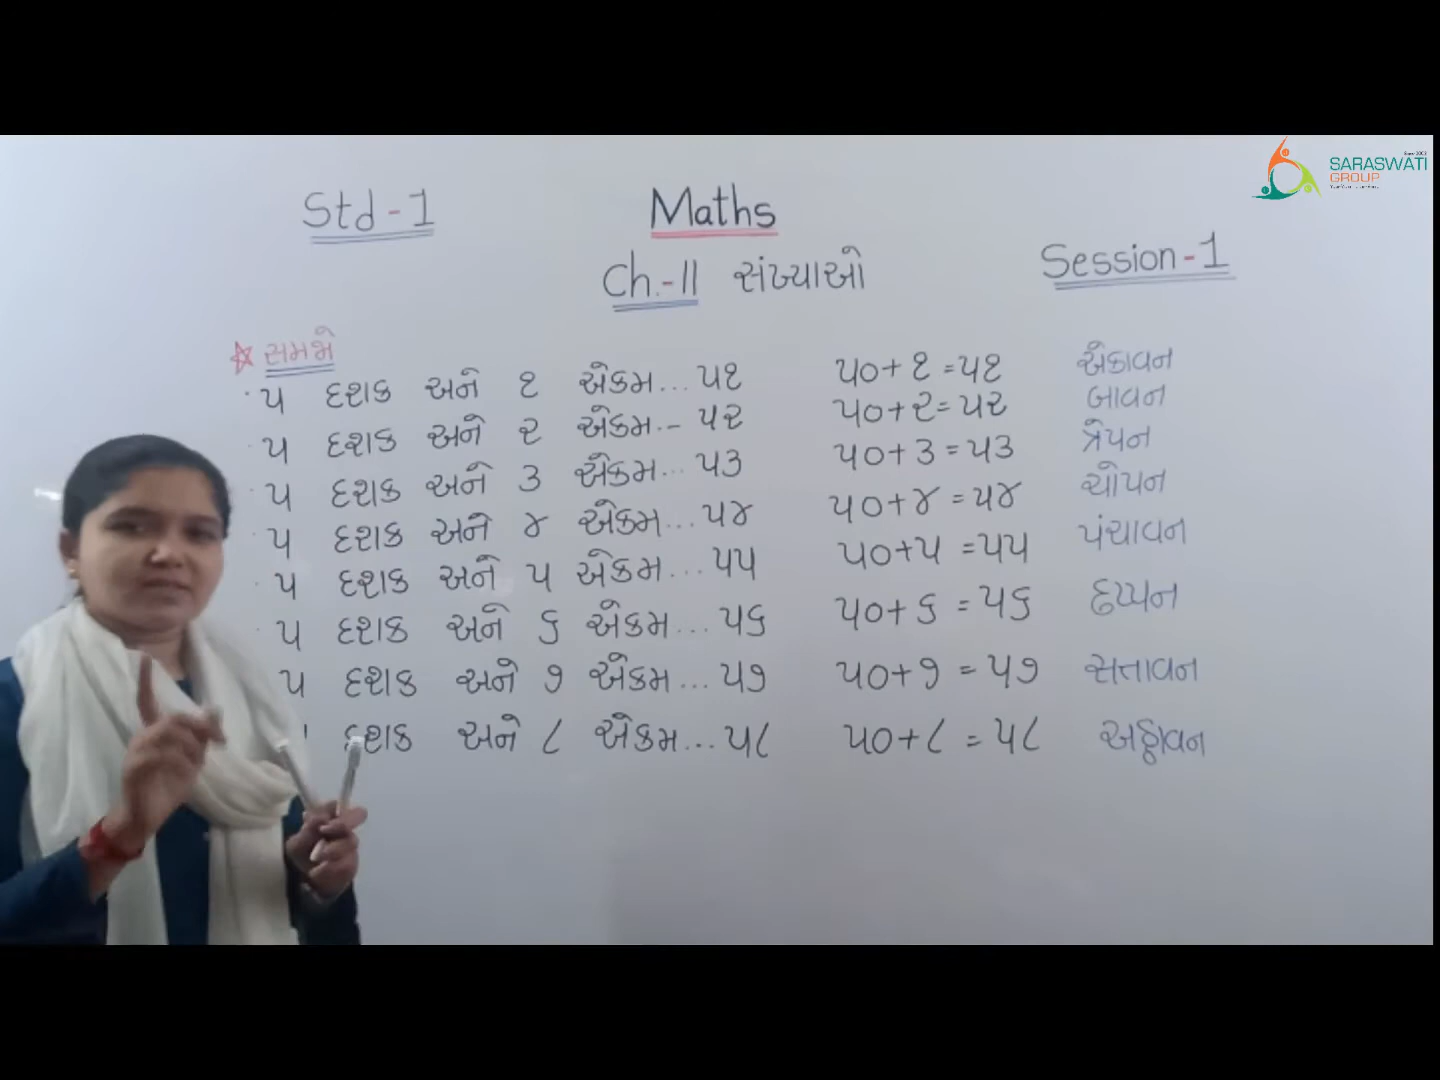 SARASWATI
GROUP
Std-1 Maths
Ch.-11 સંખ્યાઓ Session-1
સમજો
૫ દશક અને ૧ એકમ... ૫૧ ૫૦+૧=૫૧ એકાવન
૫ દશક અને ૨ એકમ.- ૫૨ ૫૦+૨=૫૨ બાવન
૫ દશક અને ૩ એકમ... ૫૩ ૫૦+૩=૫૩ ત્રેપન
૫ દશક અને ૪ એકમ... ૫૪ ૫૦+૪=૫૪ ચોપન
૫ દશક અને ૫ એકમ... ૫૫ ૫૦+૫=૫૫ પંચાવન
૫ દશક અને ૬ એકમ... ૫૬ ૫૦+૬=૫૬ છપ્પન
૫ દશક અને ૭ એકમ... ૫૭ ૫૦+૭=૫૭ સત્તાવન
દશક અને ૮ એકમ... ૫૮ ૫૦+૮=૫૮ અઠ્ઠાવન